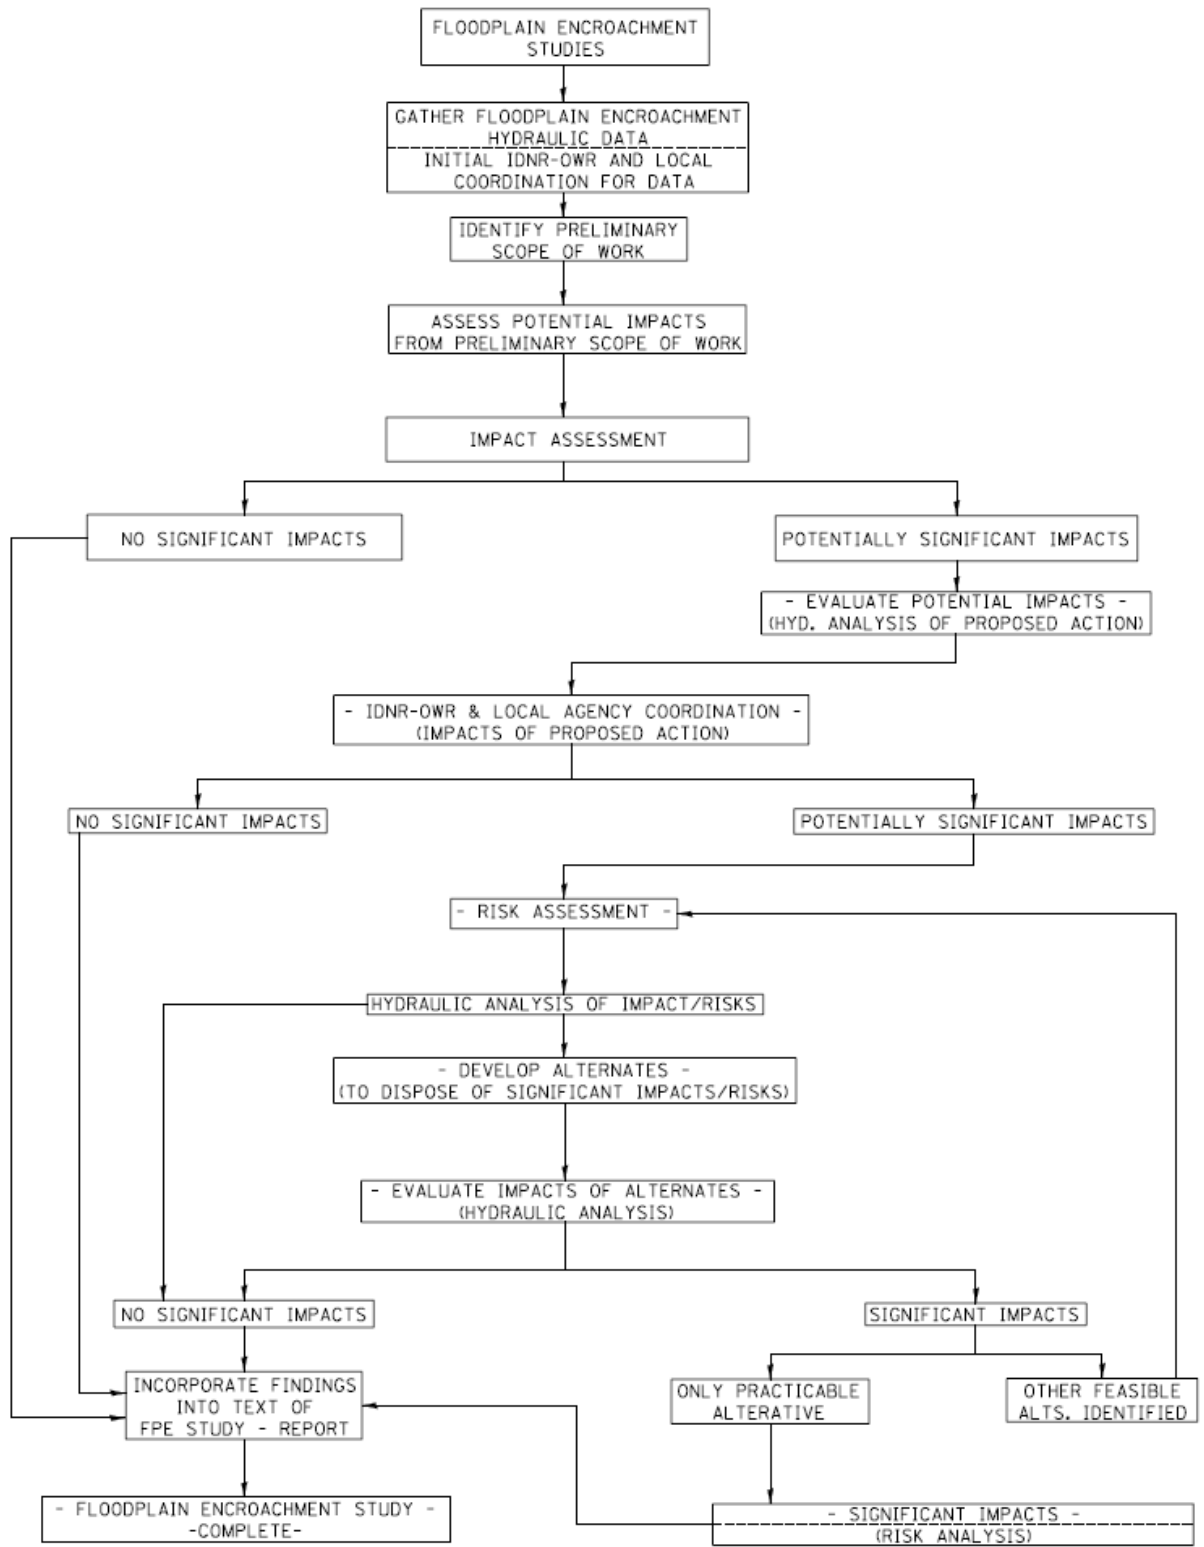 FLOODPLAIN ENCROACHMENT
STUDIES
GATHER FLOODPLAIN ENCROACHMENT
HYDRAULIC DATA
INITIAL IDNR-OWR AND LOCAL
COORDINATION FOR DATA
IDENTIFY PRELIMINARY
SCOPE OF WORK
ASSESS POTENTIAL IMPACTS
FROM PRELIMINARY SCOPE OF WORK
IMPACT ASSESSMENT
NO SIGNIFICANT IMPACTS
POTENTIALLY SIGNIFICANT IMPACTS
- EVALUATE POTENTIAL IMPACTS -
(HYD. ANALYSIS OF PROPOSED ACTION)
- IDNR-OWR & LOCAL AGENCY COORDINATION -
(IMPACTS OF PROPOSED ACTION)
NO SIGNIFICANT IMPACTS
POTENTIALLY SIGNIFICANT IMPACTS
- RISK ASSESSMENT -
HYDRAULIC ANALYSIS OF IMPACT/RISKS
- DEVELOP ALTERNATES -
(TO DISPOSE OF SIGNIFICANT IMPACTS/RISKS)
- EVALUATE IMPACTS OF ALTERNATES -
(HYDRAULIC ANALYSIS)
NO SIGNIFICANT IMPACTS
SIGNIFICANT IMPACTS
INCORPORATE FINDINGS
INTO TEXT OF
FPE STUDY - REPORT
ONLY PRACTICABLE
ALTERATIVE
OTHER FEASIBLE
ALTS. IDENTIFIED
- FLOODPLAIN ENCROACHMENT STUDY -
-COMPLETE-
- SIGNIFICANT IMPACTS -
(RISK ANALYSIS)